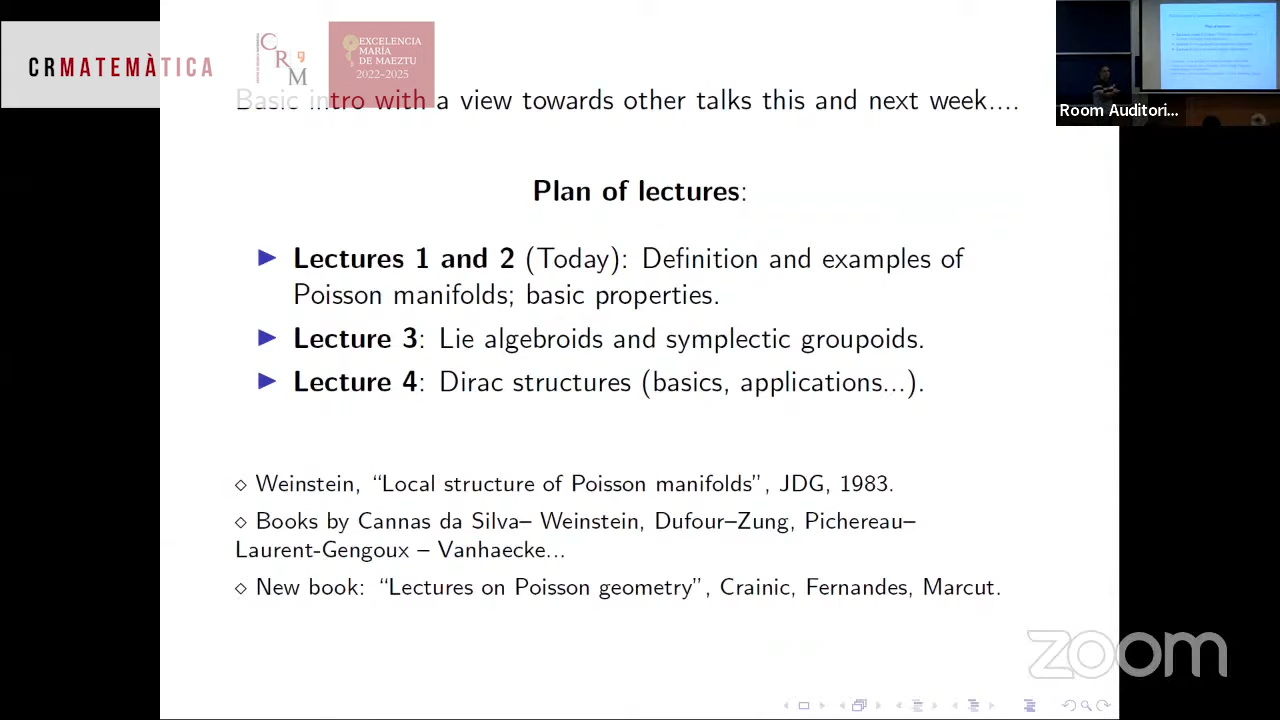 CRMATEMÀTICA
CRM
EXCELENCIA
MARÍA
DE MAEZTU
2022-2025
Basic intro with a view towards other talks this and next week....
Room Auditori...
Plan of lectures:
Lectures 1 and 2 (Today): Definition and examples of
Poisson manifolds; basic properties.
Lecture 3: Lie algebroids and symplectic groupoids.
Lecture 4: Dirac structures (basics, applications...).
⋄ Weinstein, “Local structure of Poisson manifolds”, JDG, 1983.
⋄ Books by Cannas da Silva– Weinstein, Dufour–Zung, Pichereau–
Laurent-Gengoux – Vanhaecke...
⋄ New book: “Lectures on Poisson geometry”, Crainic, Fernandes, Marcut.
zoom